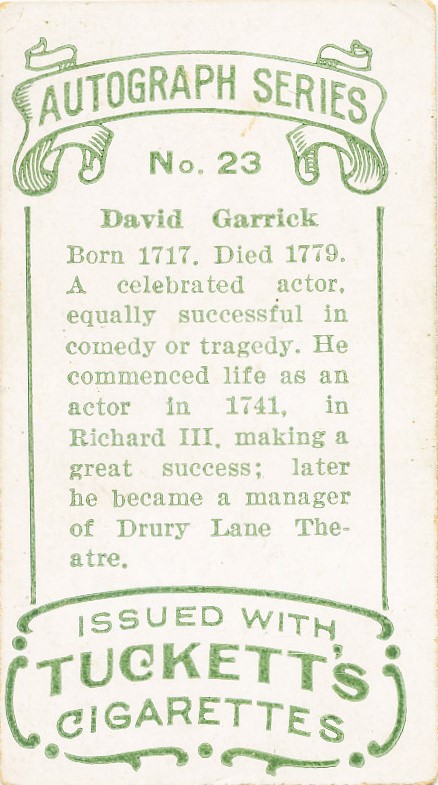 AUTOGRAPH SERIES
No. 23
David Garrick
Born 1717. Died 1779.
A celebrated actor,
equally successful in
comedy or tragedy. He
commenced life as an
actor in 1741, in
Richard III, making a
great success; later
he became a manager
of Drury Lane The-
atre.
ISSUED WITH
TUCKETT'S
CIGARETTES